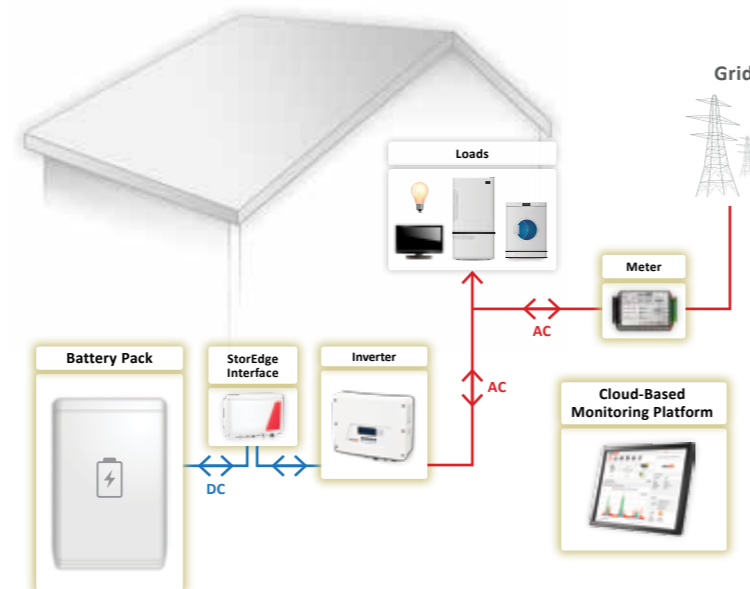 Grid
Loads
Meter
AC
Battery Pack
StorEdge
Interface
Inverter
AC
Cloud-Based
Monitoring Platform
DC